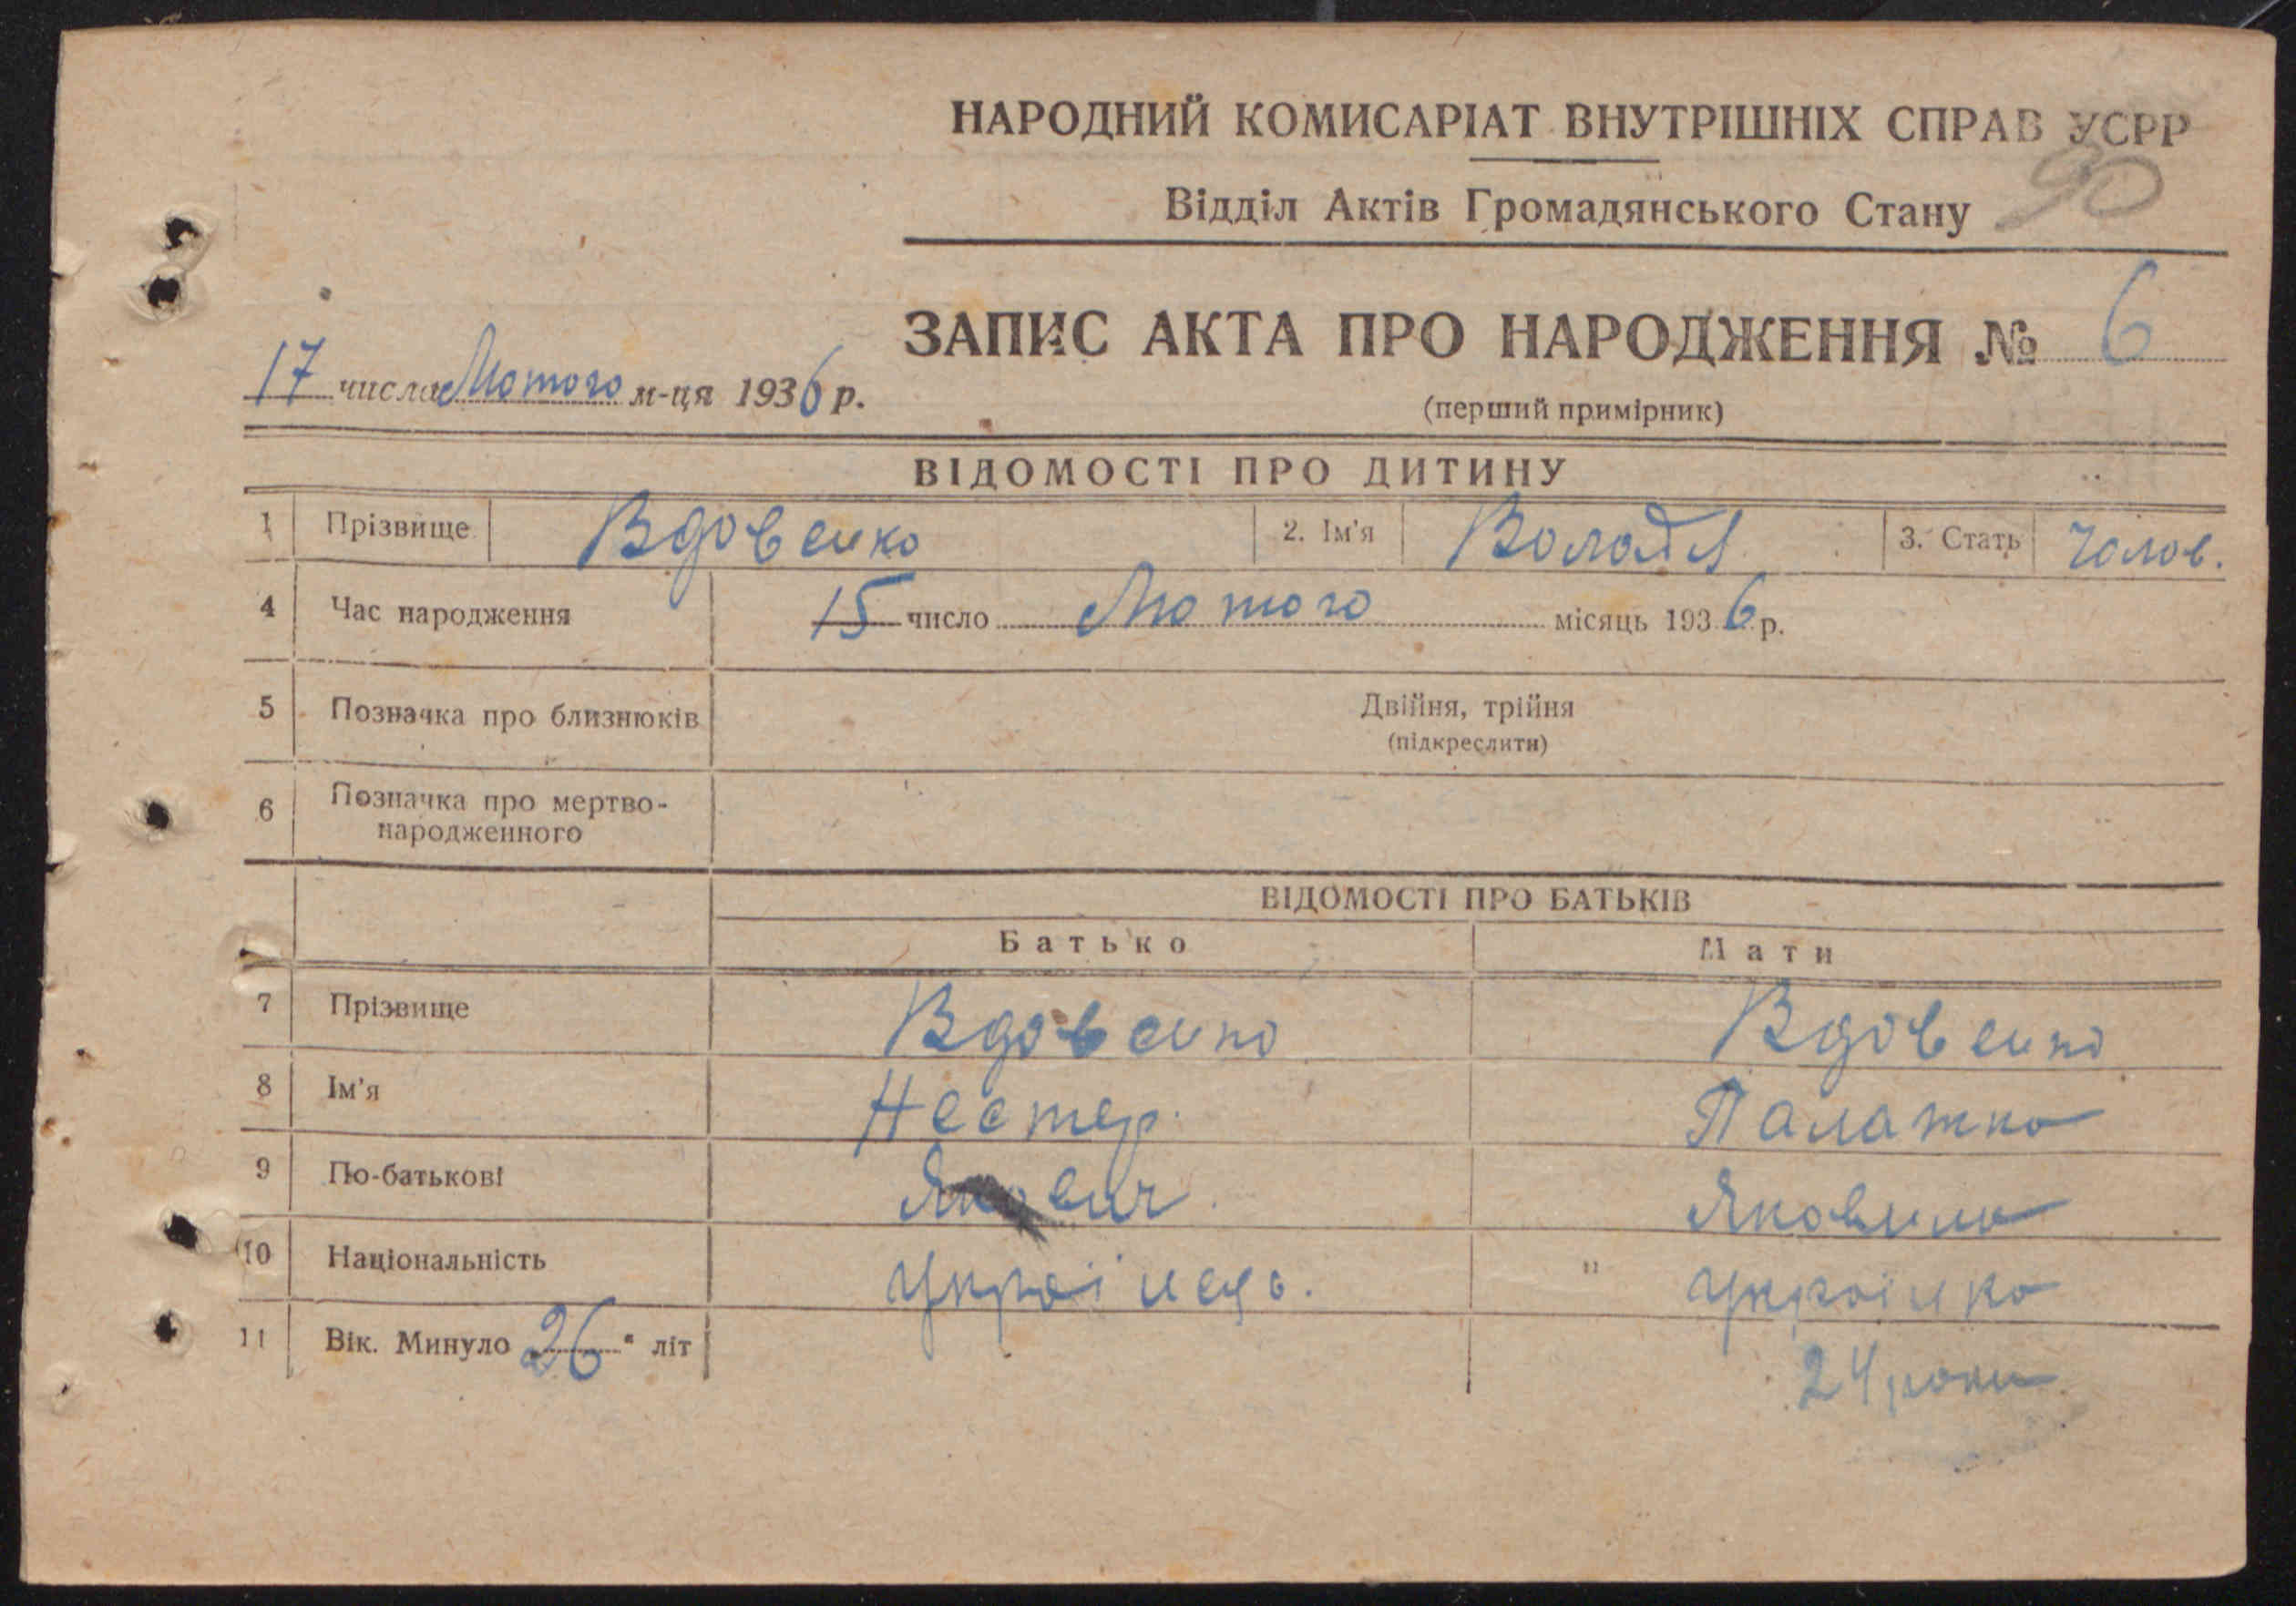 НАРОДНИЙ КОМИСАРІАТ ВНУТРІШНІХ СПРАВ УСРР
90
Відділ Актів Громадянського Стану
ЗАПИС АКТА ПРО НАРОДЖЕННЯ № 6
17 числа Лютого м-ця 1936 р.
(перший примірник)
ВІДОМОСТІ ПРО ДИТИНУ
1 Прізвище Вдовенко 2. Ім'я Володя 3. Стать Чолов.
4 Час народження 15 число Лютого місяць 1936 р.
5 Позначка про близнюків Двійня, трійня
(підкреслити)
6 Позначка про мертво-
народженного
ВІДОМОСТІ ПРО БАТЬКІВ
Батько Мати
7 Прізвище Вдовенко Вдовенко
8 Ім'я Нестер. Палажка
9 По-батькові Якович
10 Національність Українець. Українка
11 Вік. Минуло 26 літ 24 роки